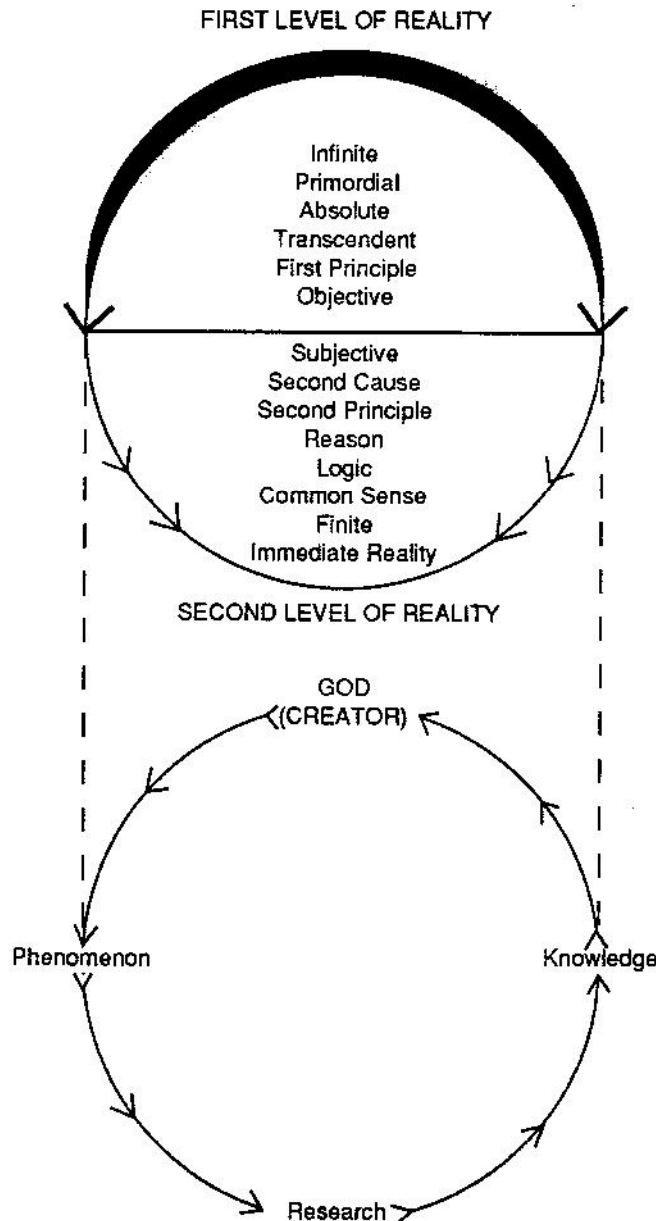 FIRST LEVEL OF REALITY
Infinite
Primordial
Absolute
Transcendent
First Principle
Objective
Subjective
Second Cause
Second Principle
Reason
Logic
Common Sense
Finite
Immediate Reality
SECOND LEVEL OF REALITY
GOD
(CREATOR)
Phenomenon
Knowledge
Research